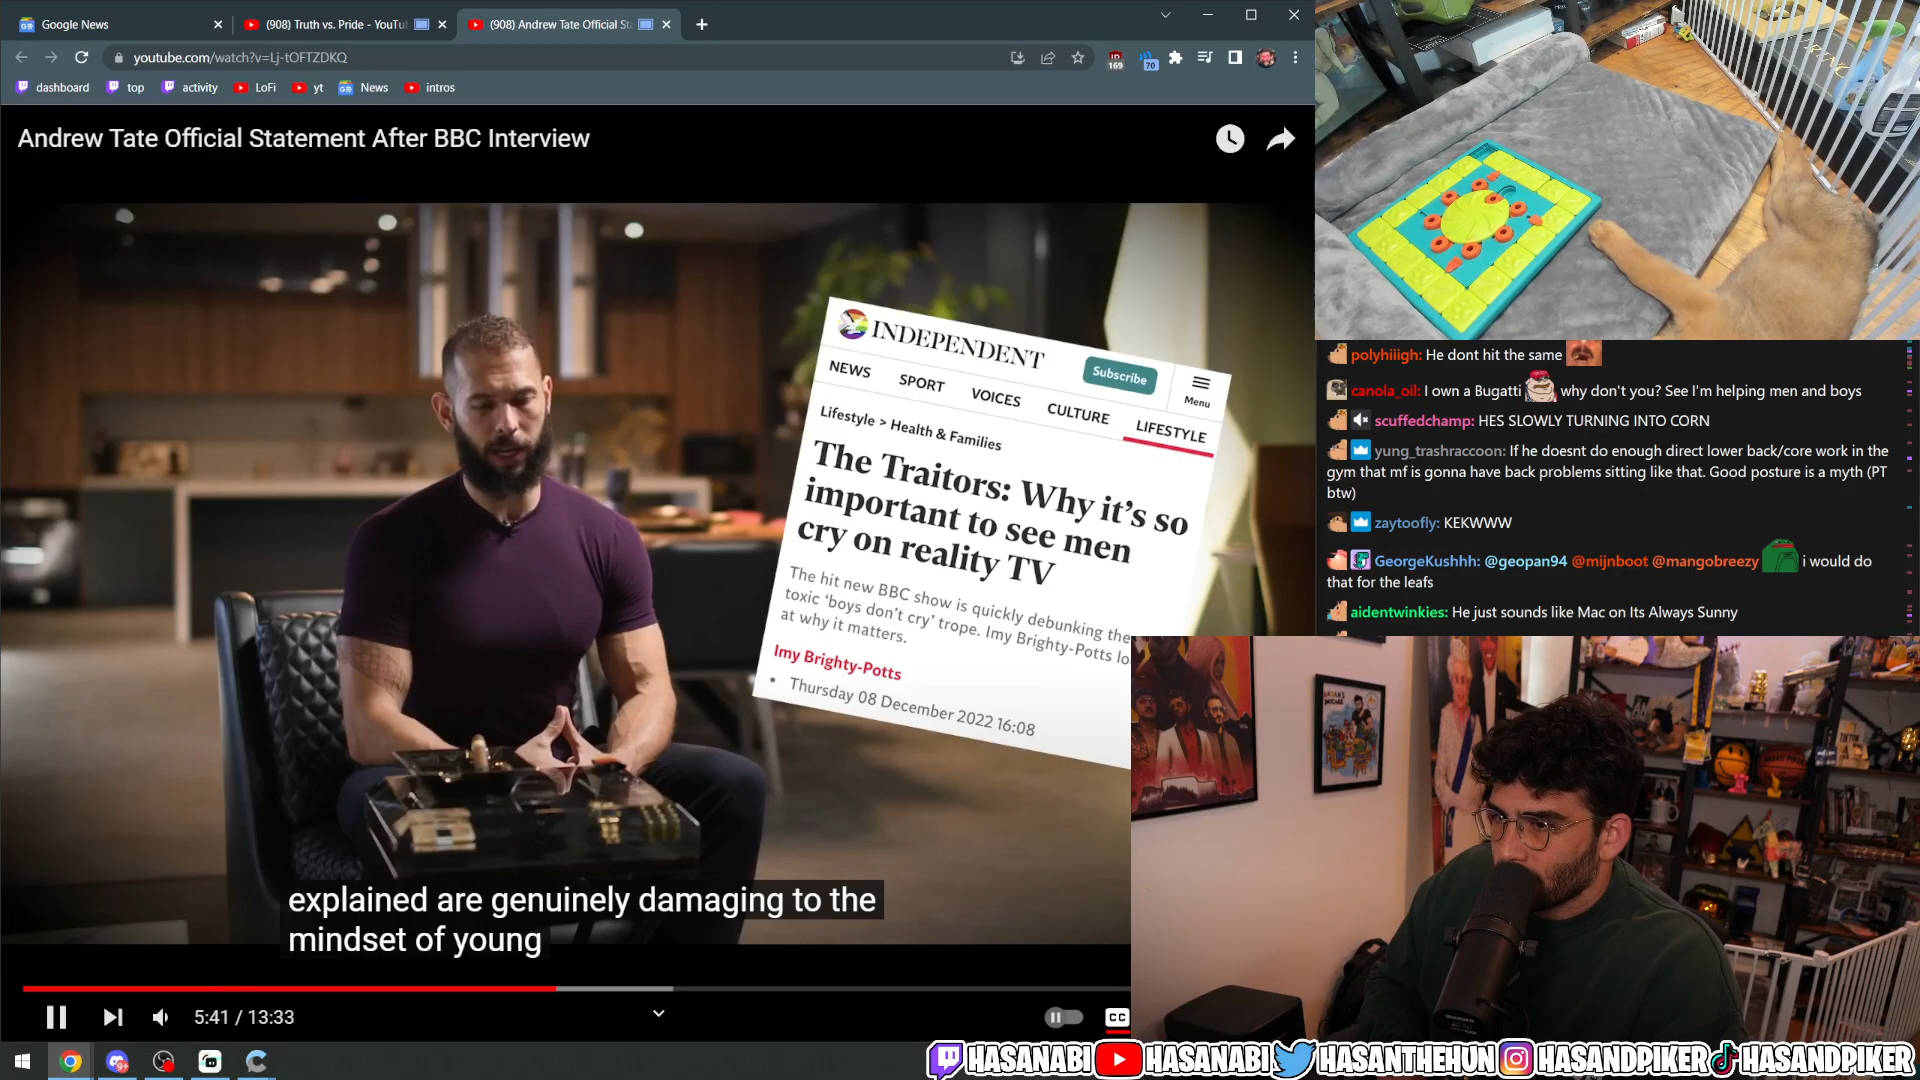 Google News
(908) Truth vs. Pride - YouTu
(908) Andrew Tate Official St
youtube.com/watch?v=Lj-tOFTZDKQ
169
70
dashboard
top
activity
LoFi
yt
News
intros
Andrew Tate Official Statement After BBC Interview
INDEPENDENT
Subscribe
Menu
NEWS
SPORT
VOICES
CULTURE
LIFESTYLE
Lifestyle > Health & Families
The Traitors: Why it's so
important to see men
cry on reality TV
The hit new BBC show is quickly debunking the
toxic 'boys don't cry' trope. Imy Brighty-Potts lo
at why it matters.
Imy Brighty-Potts
• Thursday 08 December 2022 16:08
explained are genuinely damaging to the
mindset of young
5:41 / 13:33
CC
polyhiiigh: He dont hit the same
canola_oil: I own a Bugatti why don't you? See I'm helping men and boys
scuffedchamp: HES SLOWLY TURNING INTO CORN
yung_trashraccoon: If he doesnt do enough direct lower back/core work in the
gym that mf is gonna have back problems sitting like that. Good posture is a myth (PT
btw)
zaytoofly: KEKWWW
GeorgeKushhh: @geopan94 @mijnboot @mangobreezy i would do
that for the leafs
aidentwinkies: He just sounds like Mac on Its Always Sunny
HASANABI
HASANABI
HASANTHEHUN
HASANDPIKER
HASANDPIKER